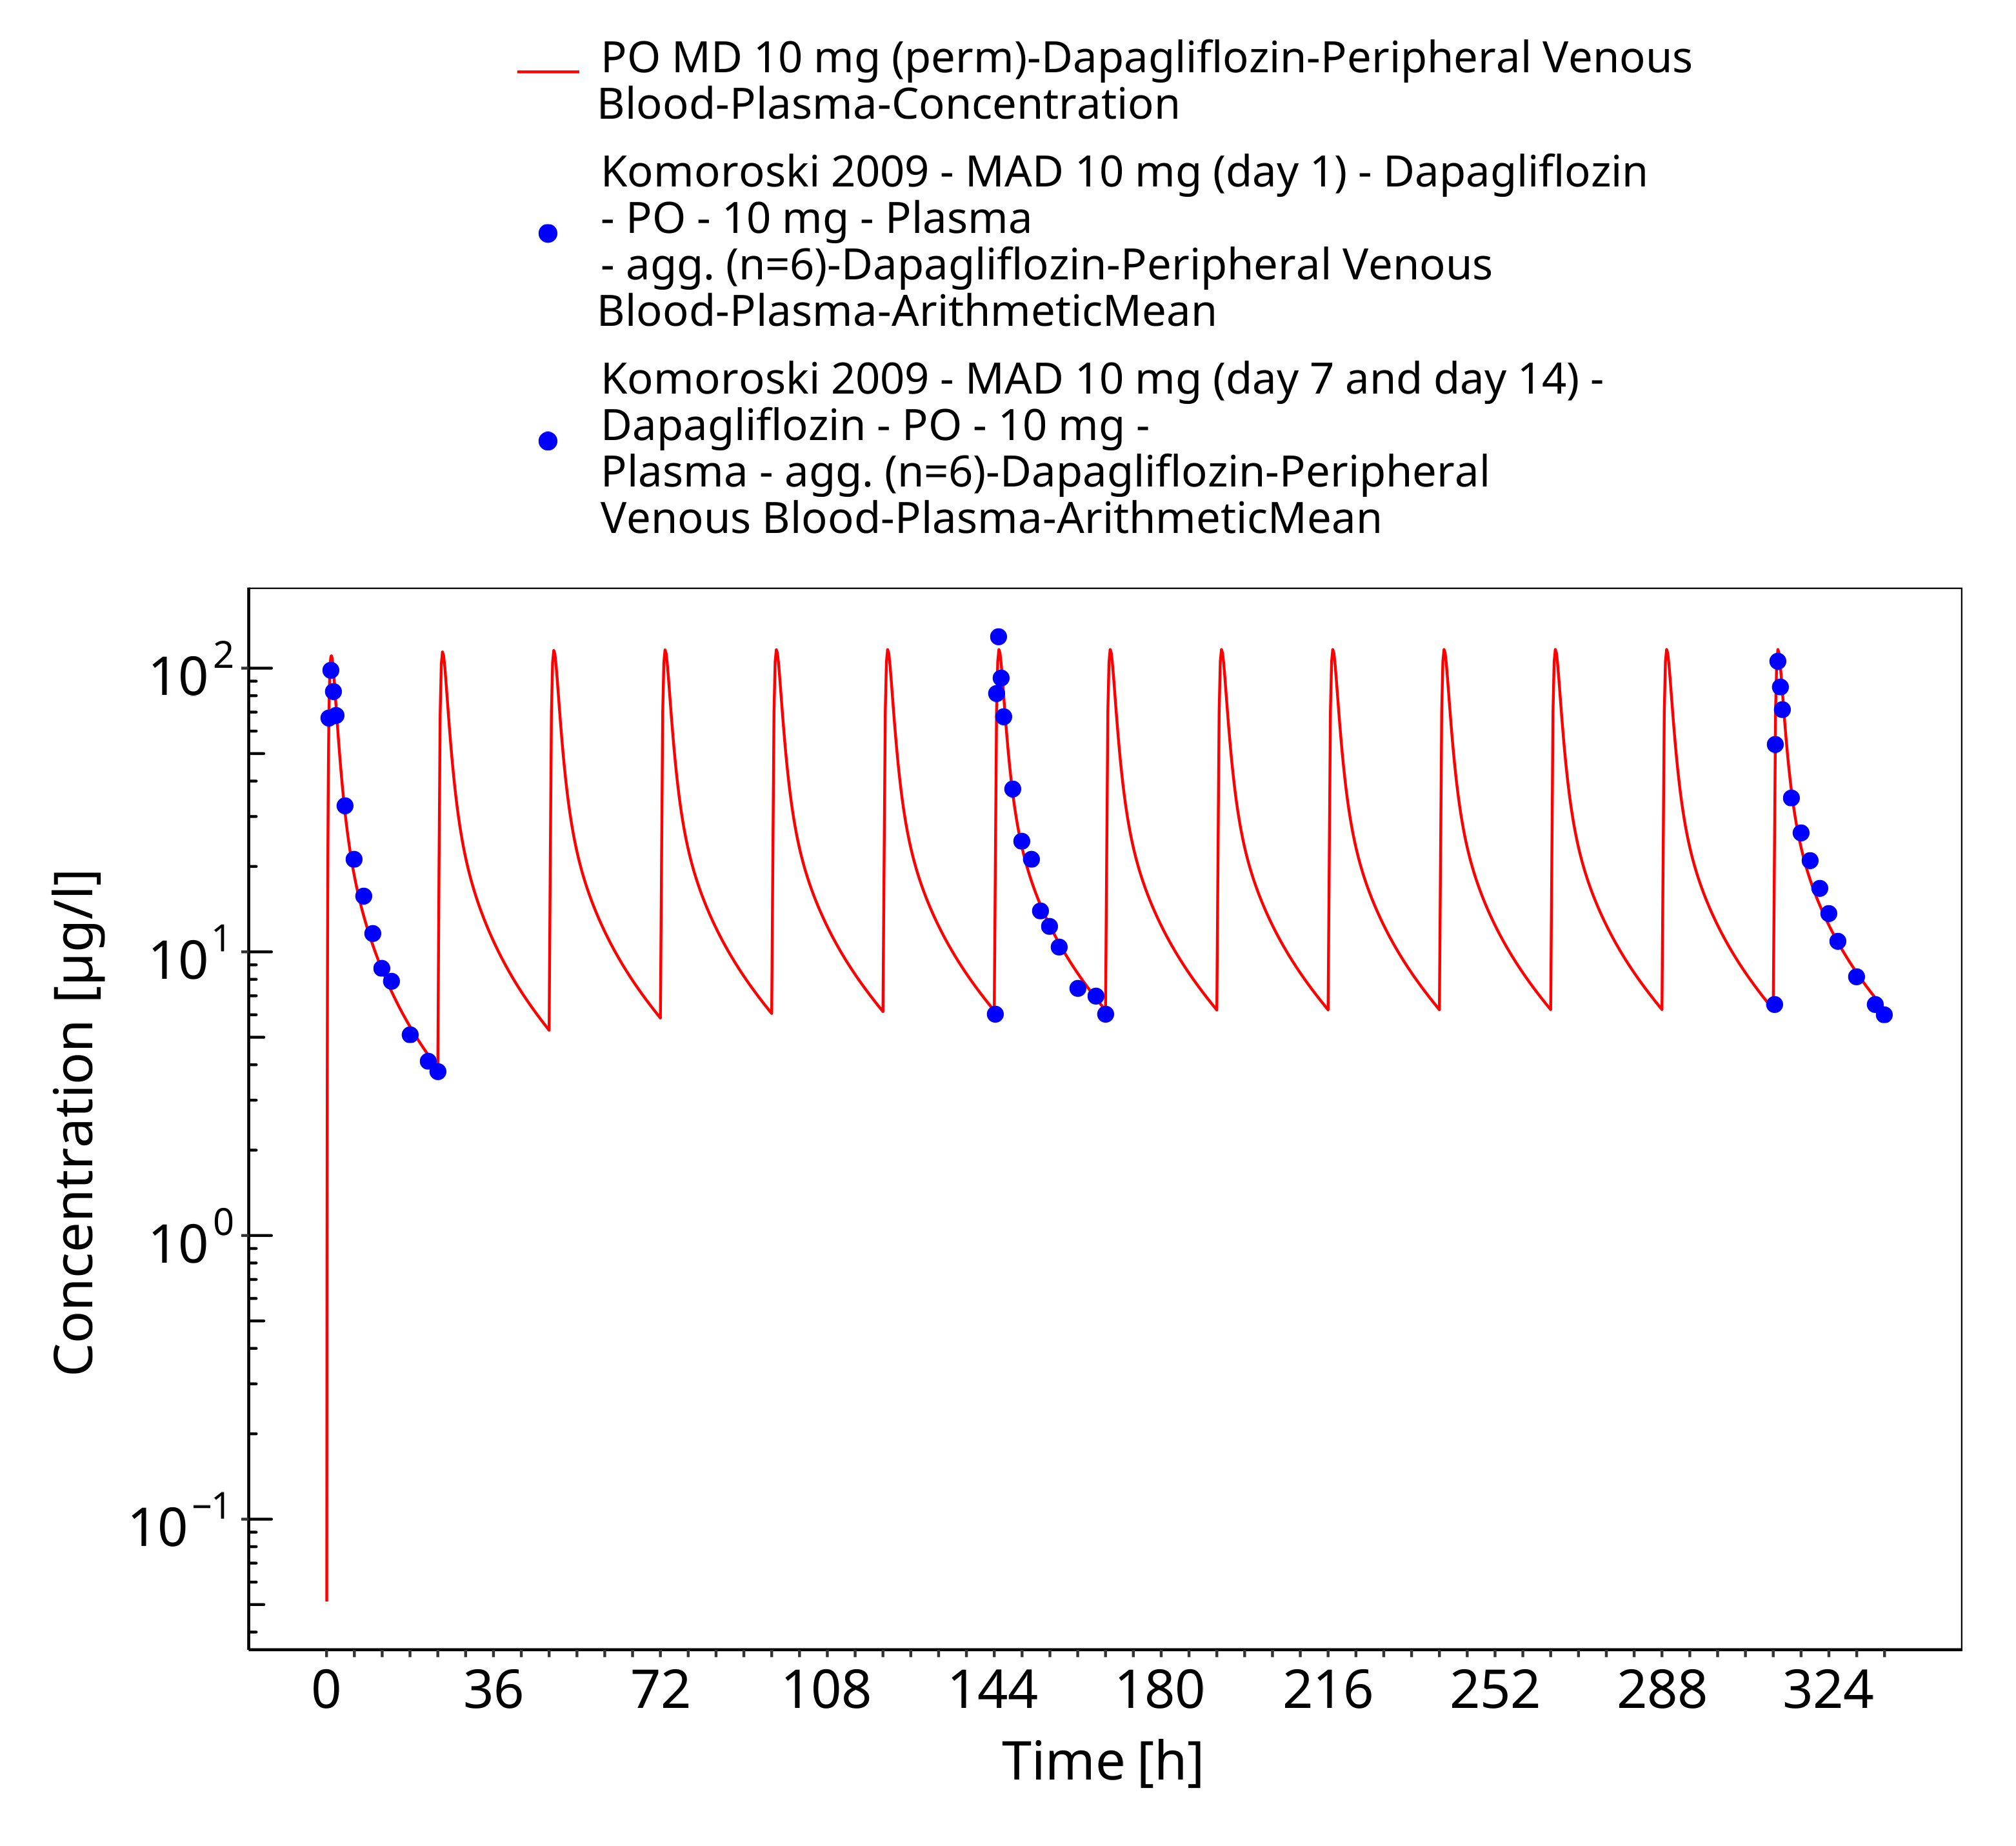 PO MD 10 mg (perm)-Dapagliflozin-Peripheral Venous
Blood-Plasma-Concentration
Komoroski 2009 - MAD 10 mg (day 1) - Dapagliflozin
- PO - 10 mg - Plasma
- agg. (n=6)-Dapagliflozin-Peripheral Venous
Blood-Plasma-ArithmeticMean
Komoroski 2009 - MAD 10 mg (day 7 and day 14) -
Dapagliflozin - PO - 10 mg -
Plasma - agg. (n=6)-Dapagliflozin-Peripheral
Venous Blood-Plasma-ArithmeticMean
Concentration [µg/l]
10²
10¹
10⁰
10⁻¹
0 36 72 108 144 180 216 252 288 324
Time [h]